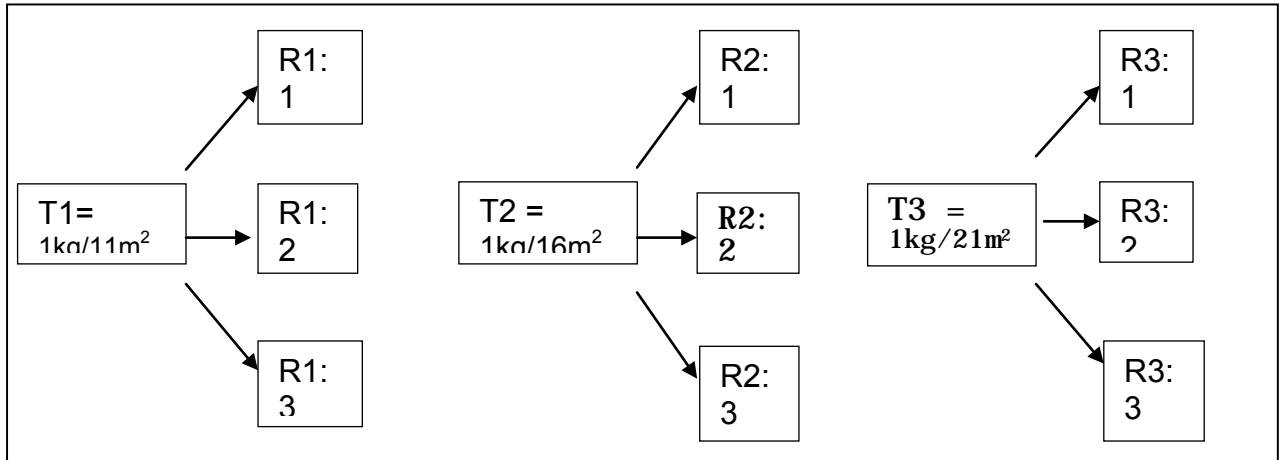 R1:
1
R2:
1
R3:
1
T1=
1kg/11m²
R1:
2
T2 =
1kg/16m²
R2:
2
T3 =
1kg/21m²
R3:
2
R1:
3
R2:
3
R3:
3